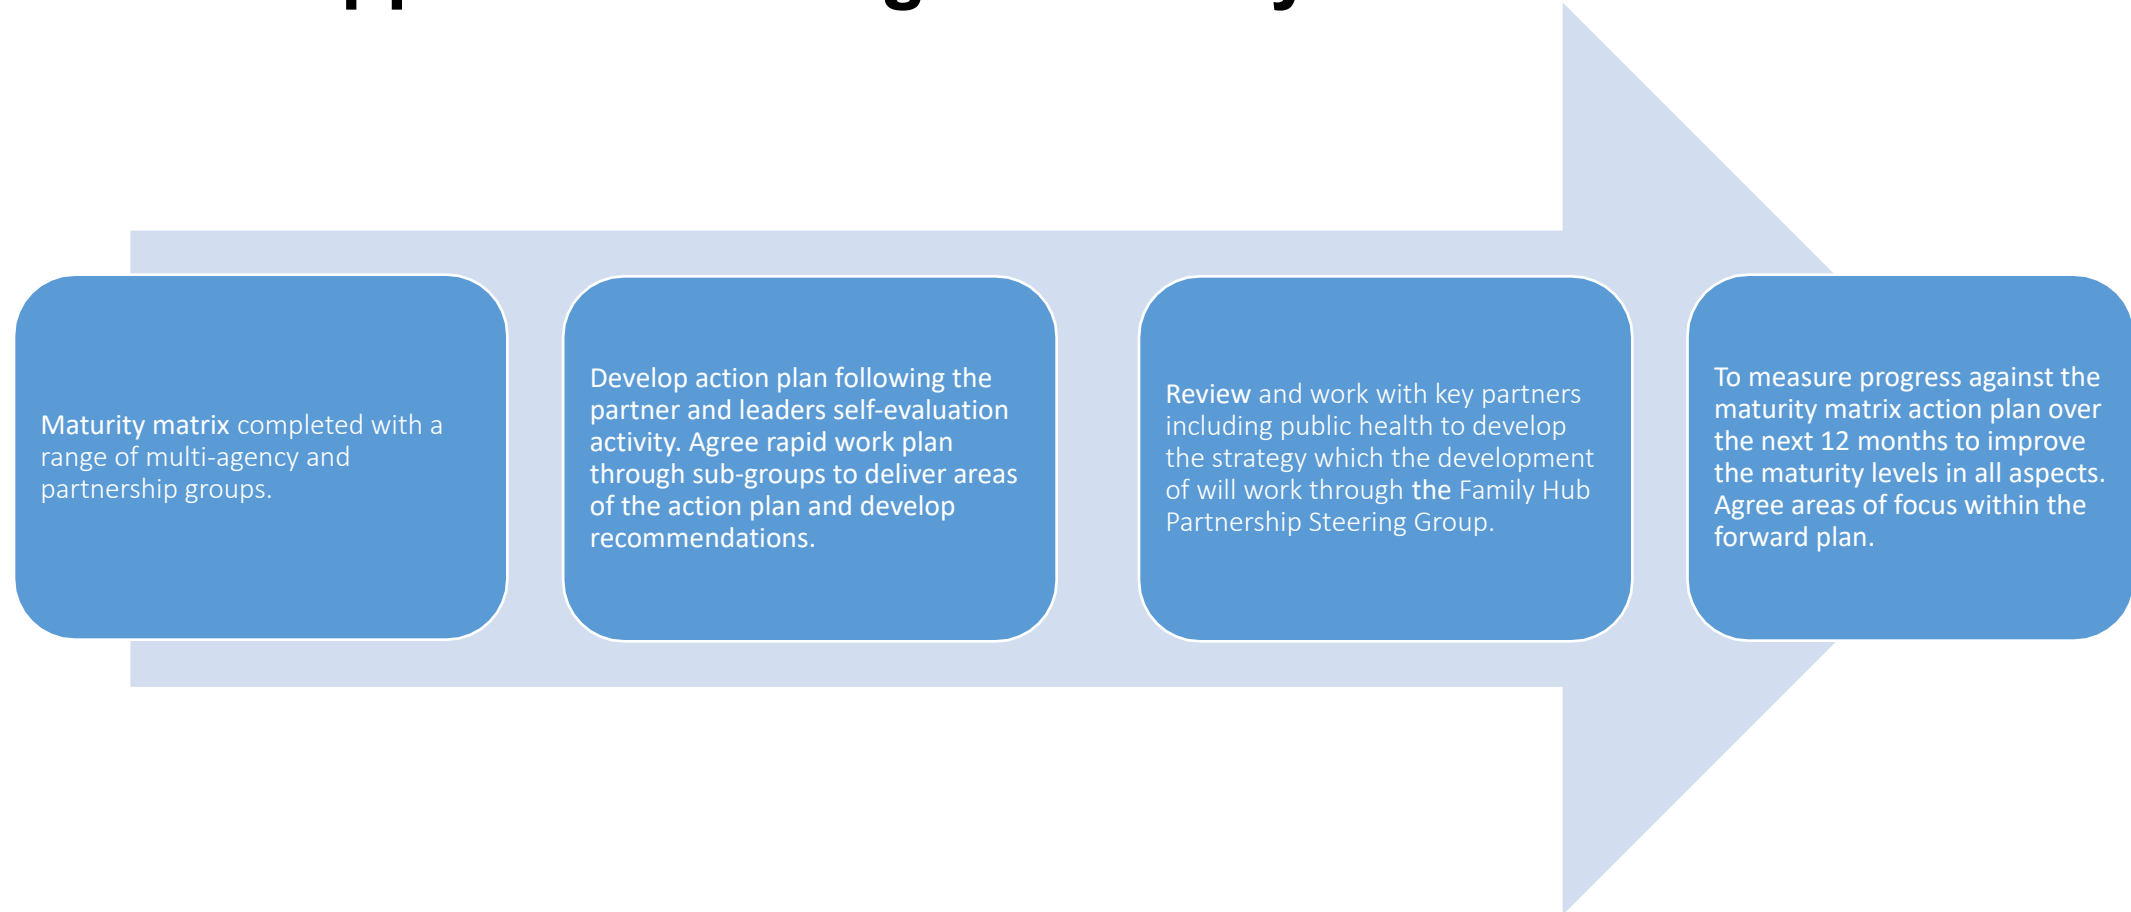 Maturity matrix completed with a
range of multi-agency and
partnership groups.
Develop action plan following the
partner and leaders self-evaluation
activity. Agree rapid work plan
through sub-groups to deliver areas
of the action plan and develop
recommendations.
Review and work with key partners
including public health to develop
the strategy which the development
of will work through the Family Hub
Partnership Steering Group.
To measure progress against the
maturity matrix action plan over
the next 12 months to improve
the maturity levels in all aspects.
Agree areas of focus within the
forward plan.